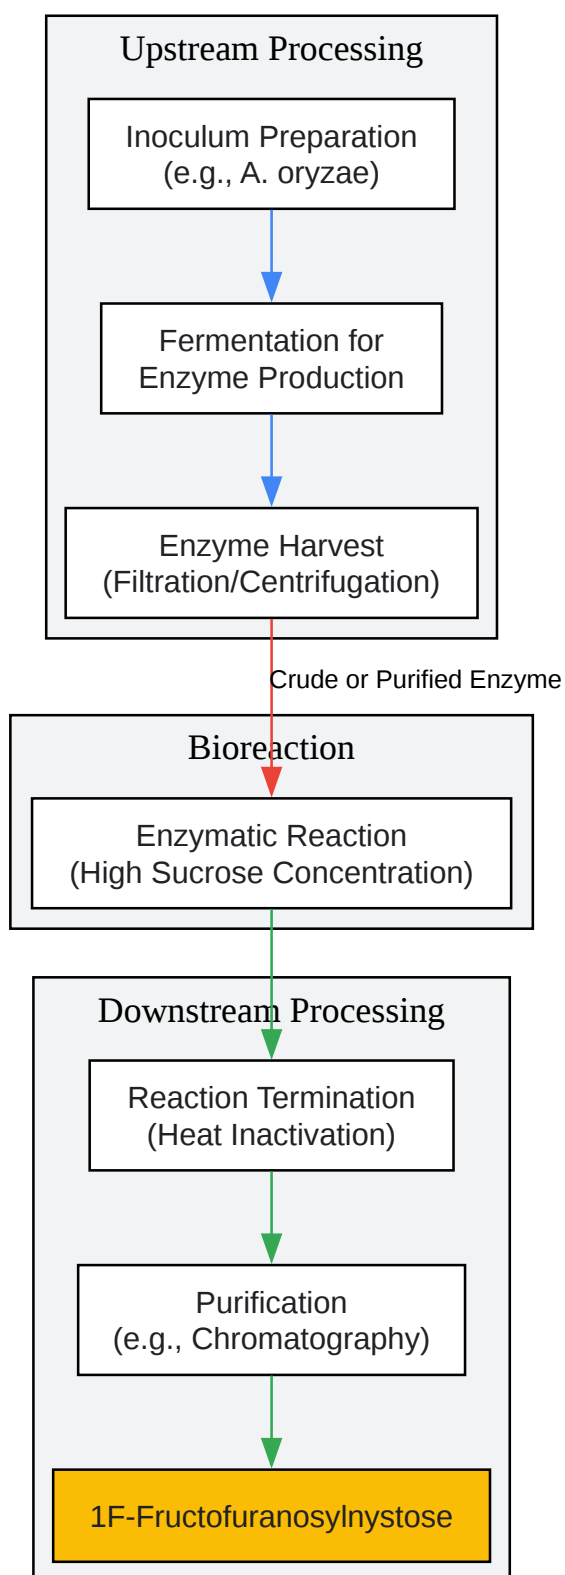 Upstream Processing
Inoculum Preparation
(e.g., A. oryzae)
Fermentation for
Enzyme Production
Enzyme Harvest
(Filtration/Centrifugation)
Crude or Purified Enzyme
Bioreaction
Enzymatic Reaction
(High Sucrose Concentration)
Downstream Processing
Reaction Termination
(Heat Inactivation)
Purification
(e.g., Chromatography)
1F-Fructofuranosylnystose